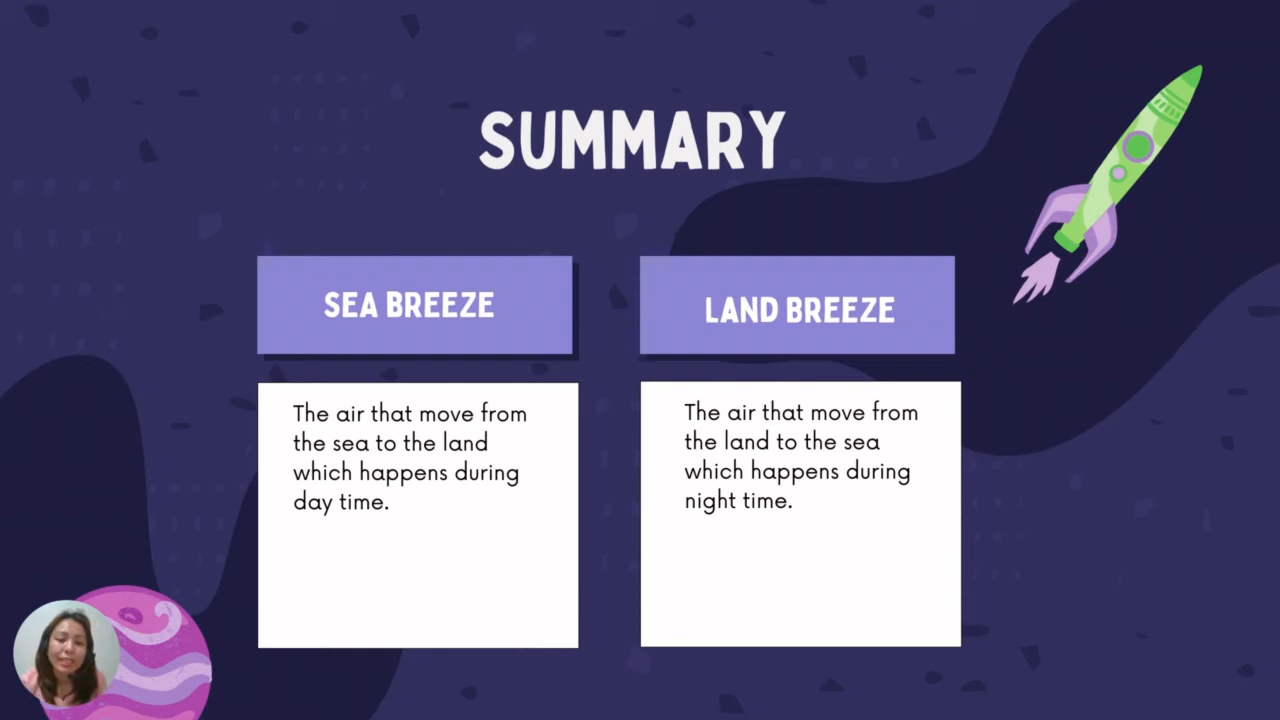 SUMMARY
SEA BREEZE
The air that move from
the sea to the land
which happens during
day time.
LAND BREEZE
The air that move from
the land to the sea
which happens during
night time.